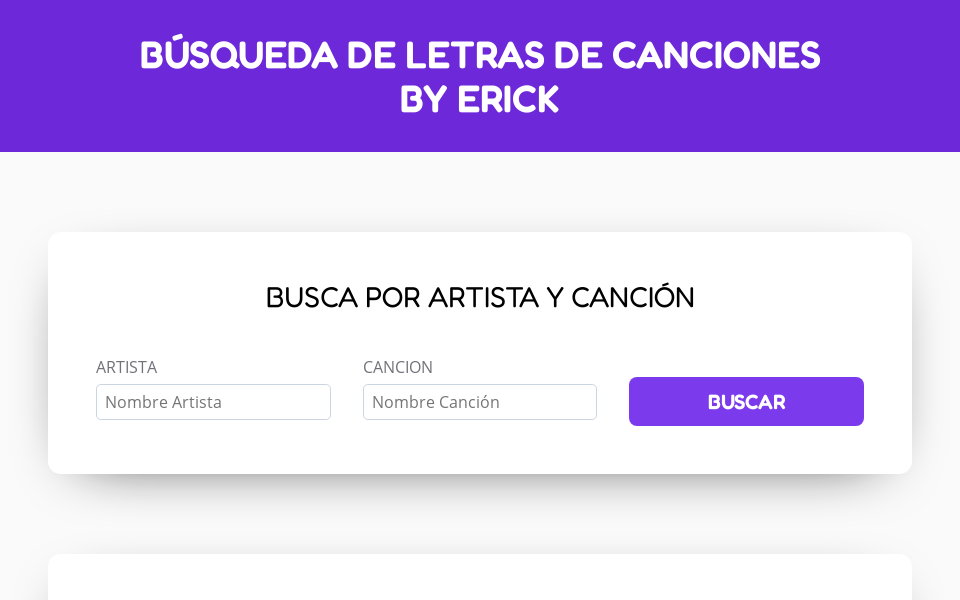 BÚSQUEDA DE LETRAS DE CANCIONES
BY ERICK
BUSCA POR ARTISTA Y CANCIÓN
ARTISTA
CANCION
Nombre Artista
Nombre Canción
BUSCAR